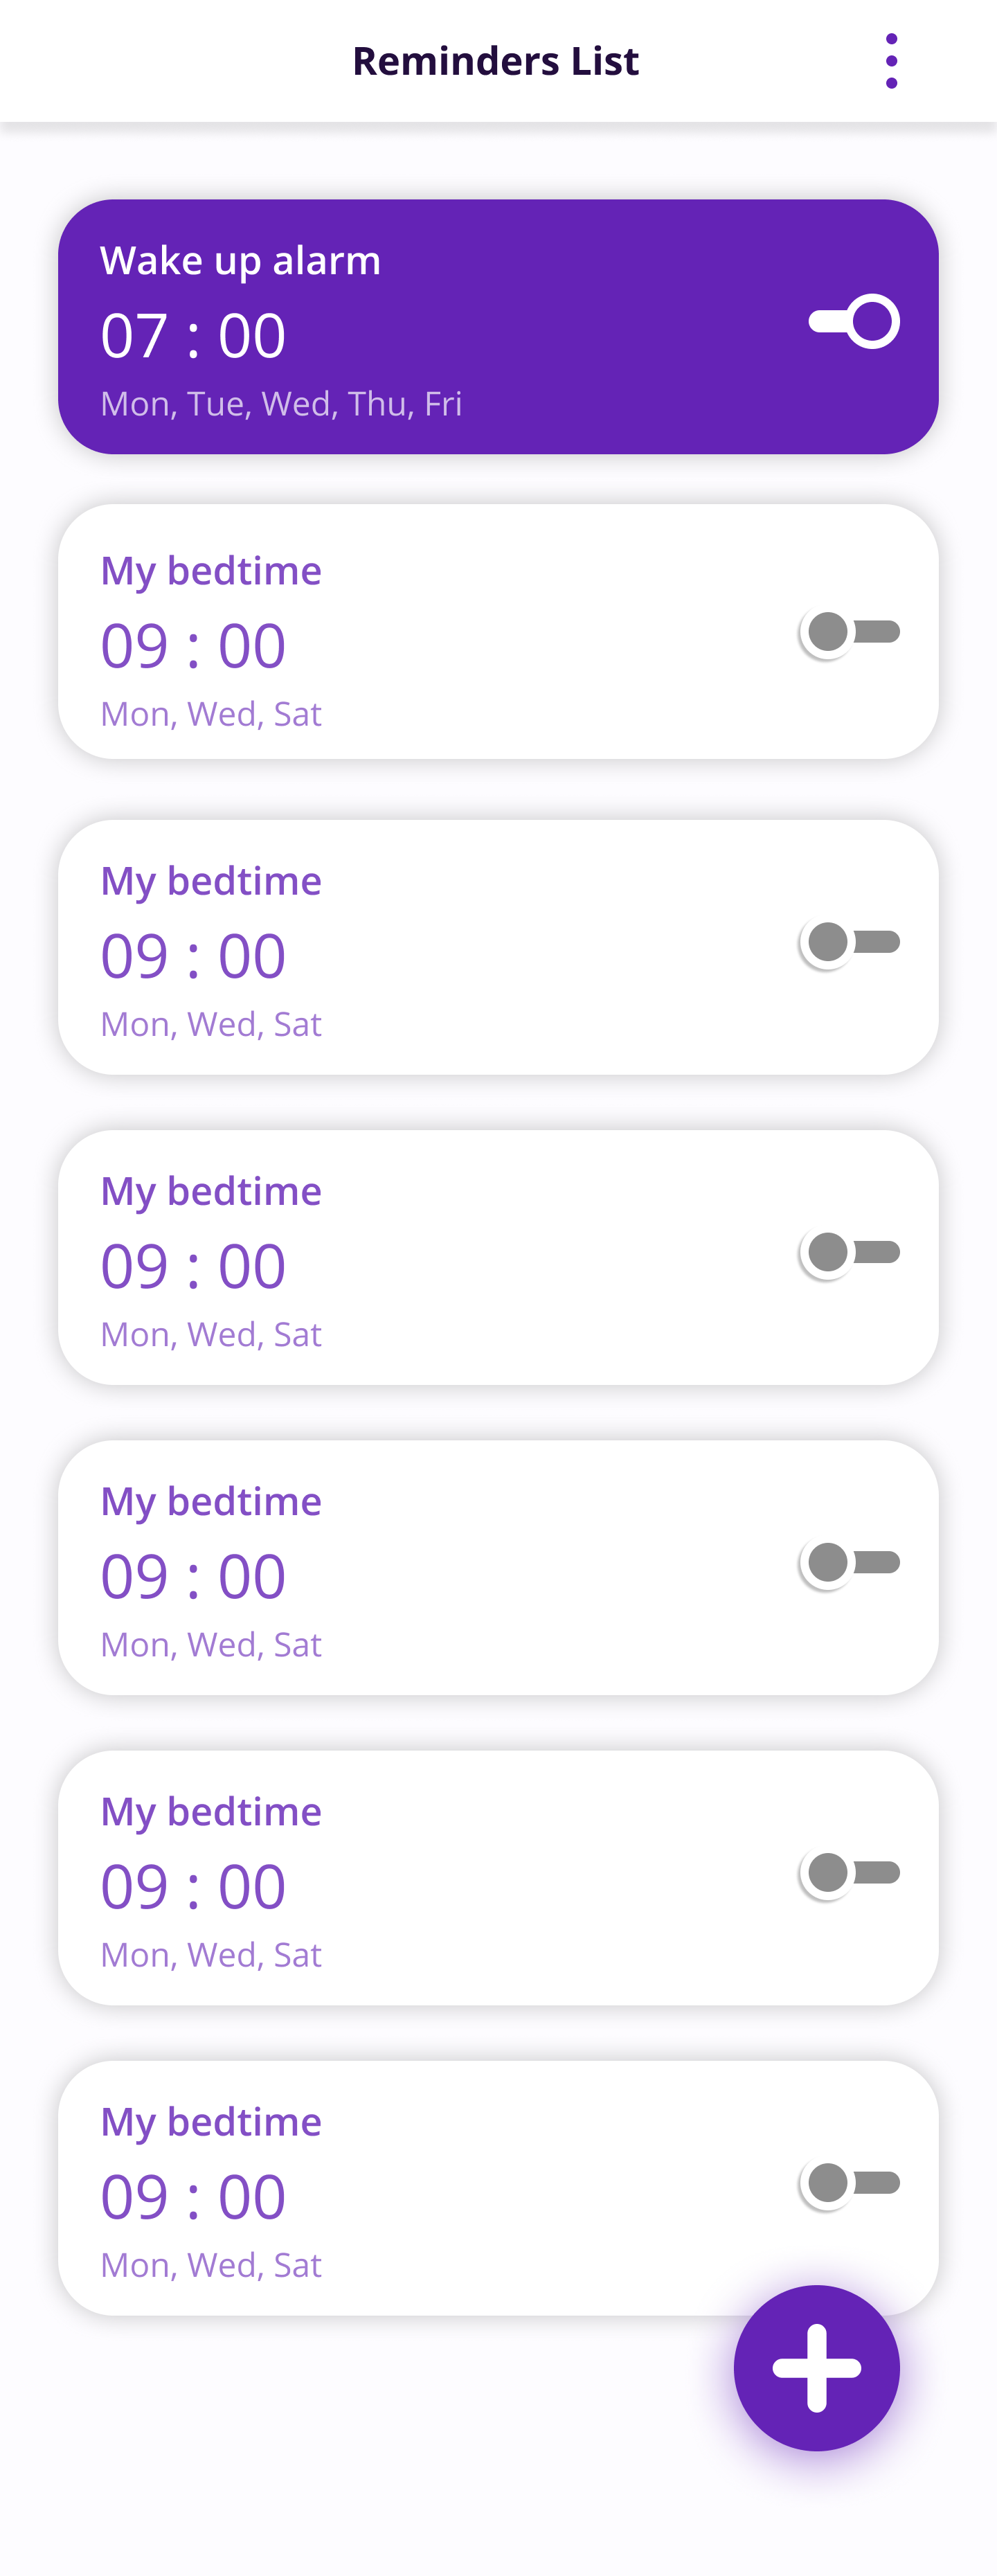 Reminders List
Wake up alarm
07 : 00
Mon, Tue, Wed, Thu, Fri
My bedtime
09 : 00
Mon, Wed, Sat
My bedtime
09 : 00
Mon, Wed, Sat
My bedtime
09 : 00
Mon, Wed, Sat
My bedtime
09 : 00
Mon, Wed, Sat
My bedtime
09 : 00
Mon, Wed, Sat
My bedtime
09 : 00
Mon, Wed, Sat